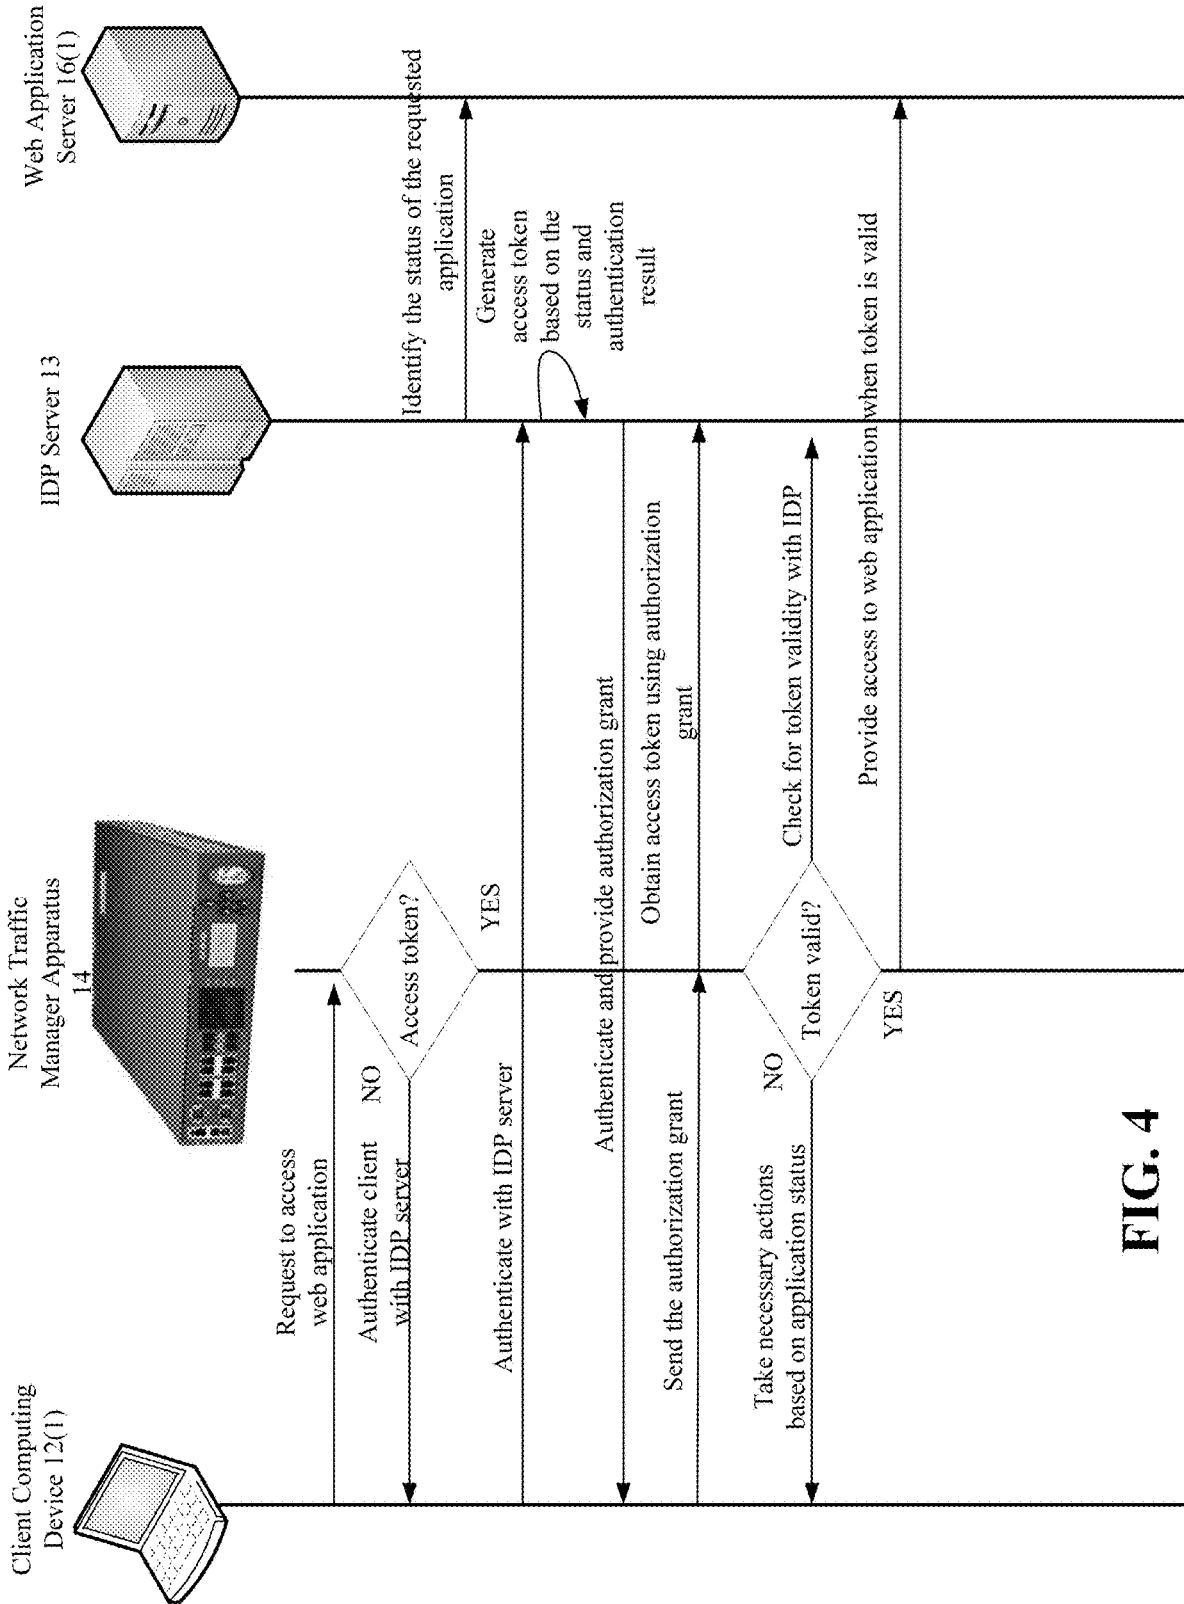 Client Computing
Device 12(1)
Network Traffic
Manager Apparatus
14
IDP Server 13
Web Application
Server 16(1)
Request to access
web application
Access token?
NO
YES
Authenticate client
with IDP server
Identify the status of the requested
application
Authenticate with IDP server
Generate
access token
based on the
status and
authentication
result
Authenticate and provide authorization grant
Send the authorization grant
Obtain access token using authorization
grant
Token valid?
NO
YES
Take necessary actions
based on application status
Check for token validity with IDP
Provide access to web application when token is valid
FIG. 4